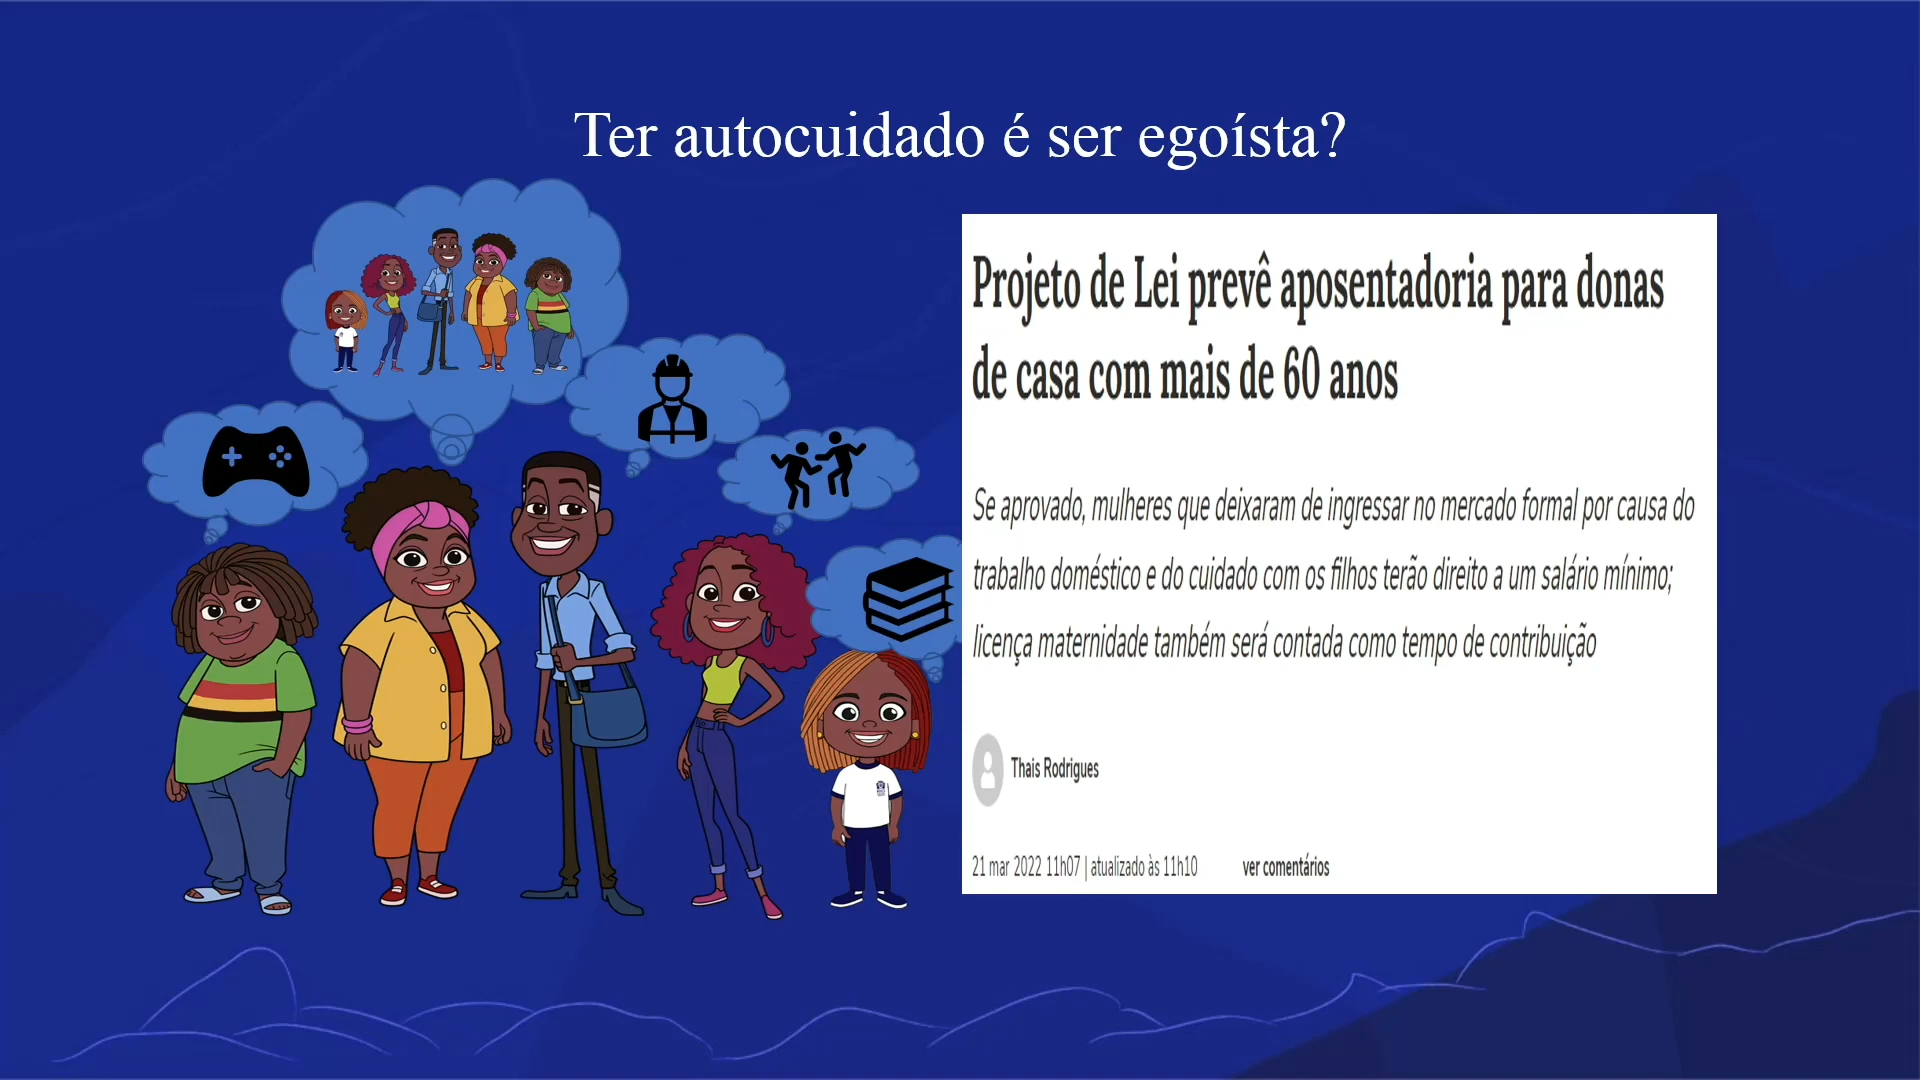 Ter autocuidado é ser egoísta?
Projeto de Lei prevê aposentadoria para donas
de casa com mais de 60 anos
Se aprovado, mulheres que deixaram de ingressar no mercado formal por causa do
trabalho doméstico e do cuidado com os filhos terão direito a um salário mínimo;
licença maternidade também será contada como tempo de contribuição
Thais Rodrigues
21 mar 2022 11h07 | atualizado às 11h10 ver comentários